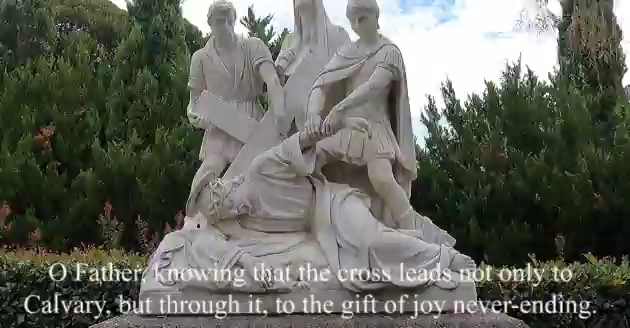 O Father, knowing that the cross leads not only to
Calvary, but through it, to the gift of joy never-ending.